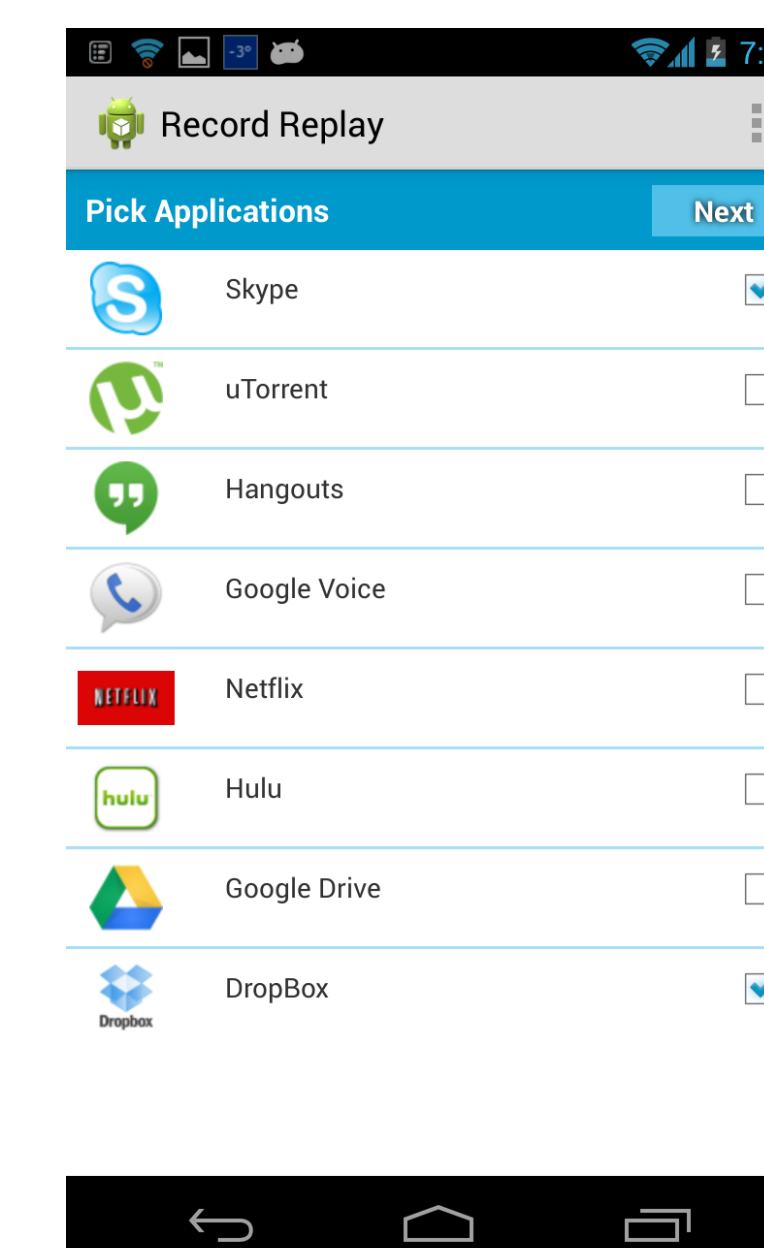 -3° 7:
Record Replay
Pick Applications Next
S Skype
µ™ uTorrent
Hangouts
Google Voice
NETFLIX Netflix
hulu Hulu
Google Drive
DropBox
Dropbox